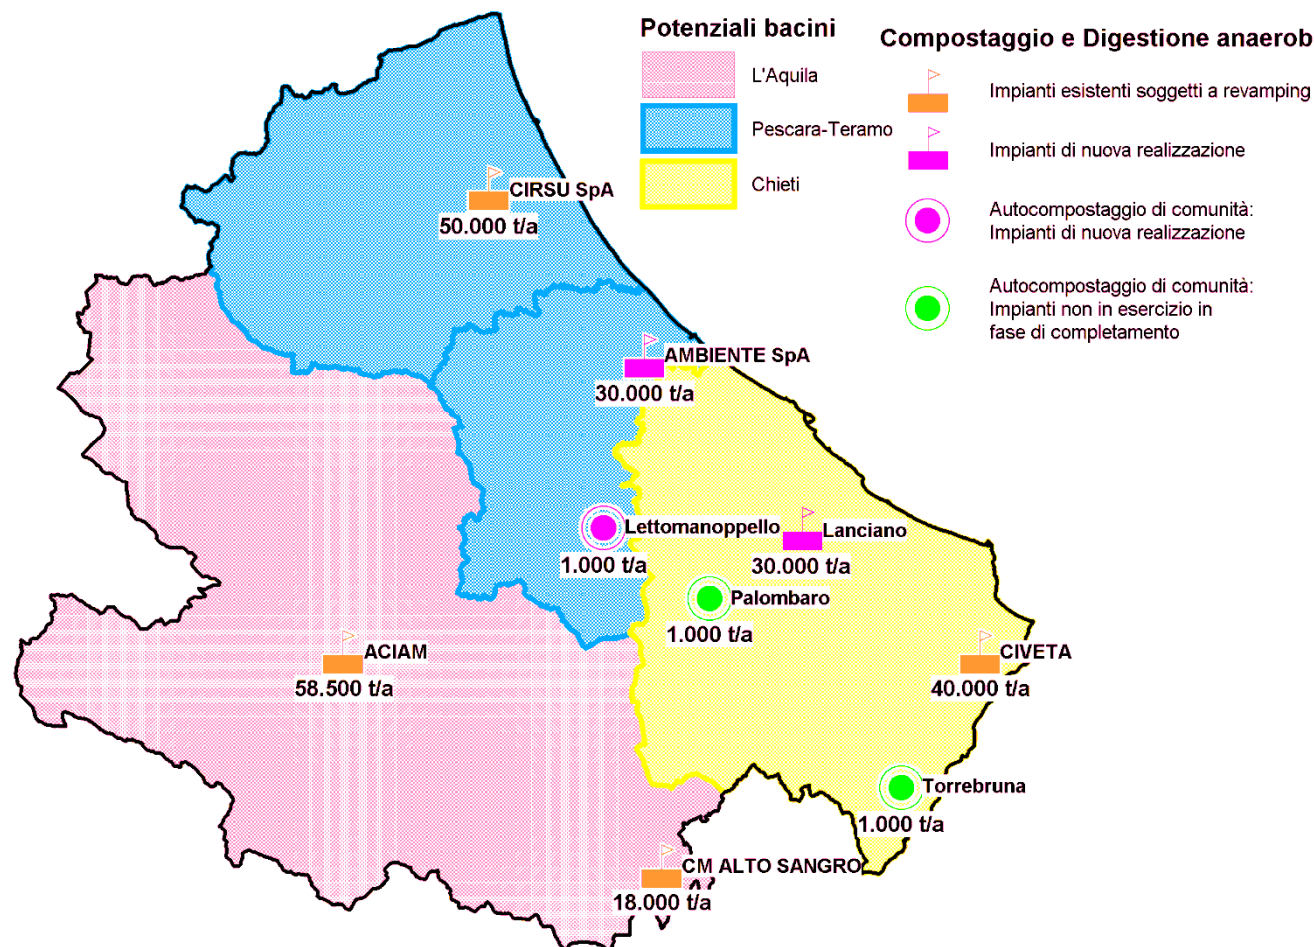 Potenziali bacini
L'Aquila
Pescara-Teramo
Chieti
Compostaggio e Digestione anaerob
Impianti esistenti soggetti a revamping
Impianti di nuova realizzazione
Autocompostaggio di comunità:
Impianti di nuova realizzazione
Autocompostaggio di comunità:
Impianti non in esercizio in
fase di completamento
CIRSU SpA
50.000 t/a
AMBIENTE SpA
30.000 t/a
Lettomanoppello
1.000 t/a
Lanciano
30.000 t/a
Palombaro
1.000 t/a
ACIAM
58.500 t/a
CIVETA
40.000 t/a
Torrebruna
1.000 t/a
CM ALTO SANGRO
18.000 t/a